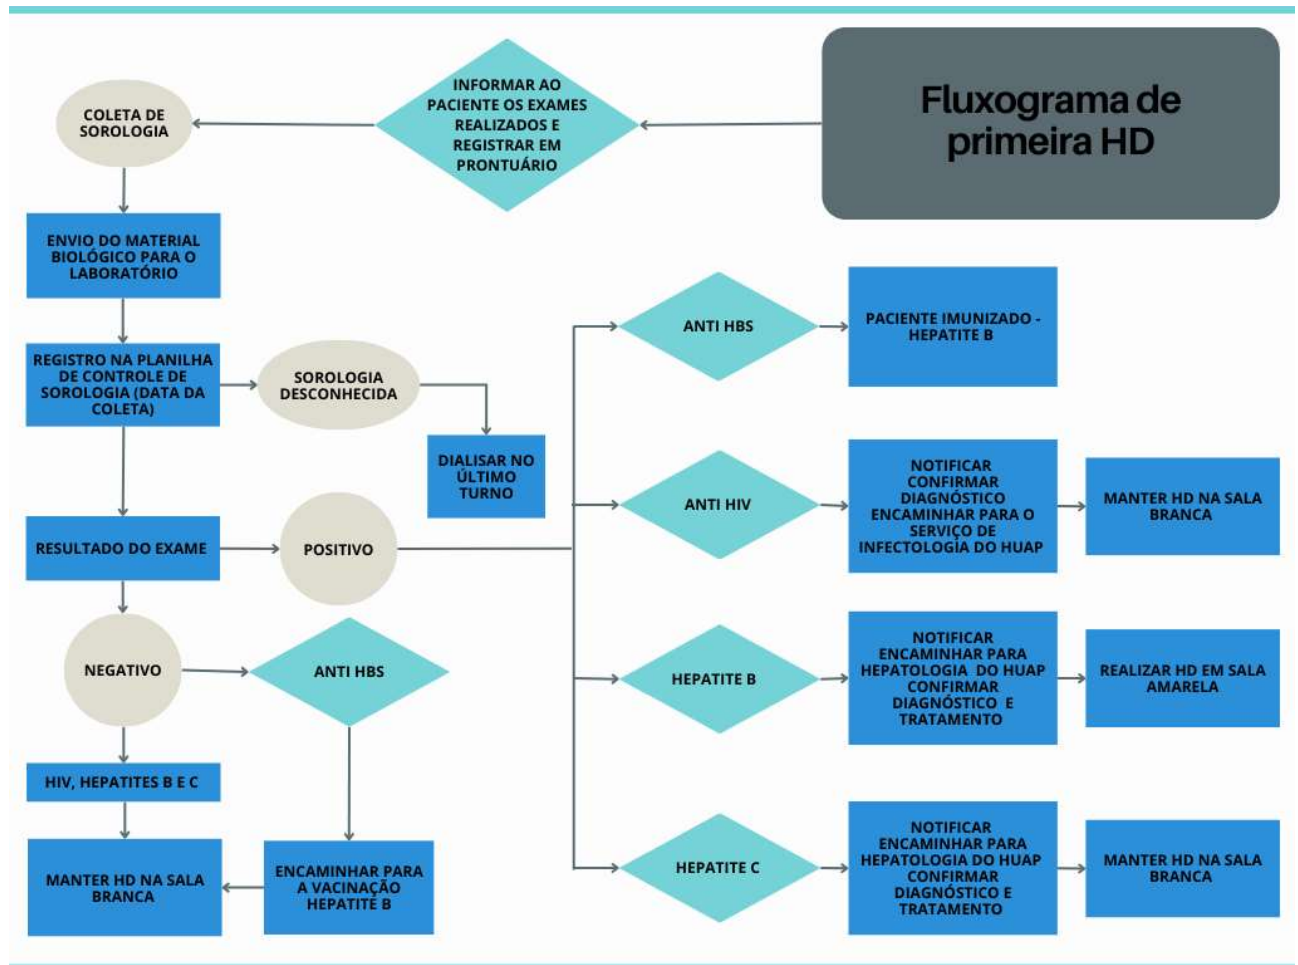 Fluxograma de
primeira HD
INFORMAR AO
PACIENTE OS EXAMES
REALIZADOS E
REGISTRAR EM
PRONTUÁRIO
COLETA DE
SOROLOGIA
ENVIO DO MATERIAL
BIOLÓGICO PARA O
LABORATÓRIO
REGISTRO NA PLANILHA
DE CONTROLE DE
SOROLOGIA (DATA DA
COLETA)
SOROLOGIA
DESCONHECIDA
DIALISAR NO
ÚLTIMO
TURNO
RESULTADO DO EXAME
POSITIVO
ANTI HBS
PACIENTE IMUNIZADO -
HEPATITE B
ANTI HIV
NOTIFICAR
CONFIRMAR
DIAGNÓSTICO
ENCAMINHAR PARA O
SERVIÇO DE
INFECTOLOGIA DO HUAP
MANTER HD NA SALA
BRANCA
HEPATITE B
NOTIFICAR
ENCAMINHAR PARA
HEPATOLOGIA DO HUAP
CONFIRMAR
DIAGNÓSTICO E
TRATAMENTO
REALIZAR HD EM SALA
AMARELA
HEPATITE C
NOTIFICAR
ENCAMINHAR PARA
HEPATOLOGIA DO HUAP
CONFIRMAR
DIAGNÓSTICO E
TRATAMENTO
MANTER HD NA SALA
BRANCA
NEGATIVO
ANTI HBS
HIV, HEPATITES B E C
MANTER HD NA SALA
BRANCA
ENCAMINHAR PARA
A VACINAÇÃO
HEPATITE B